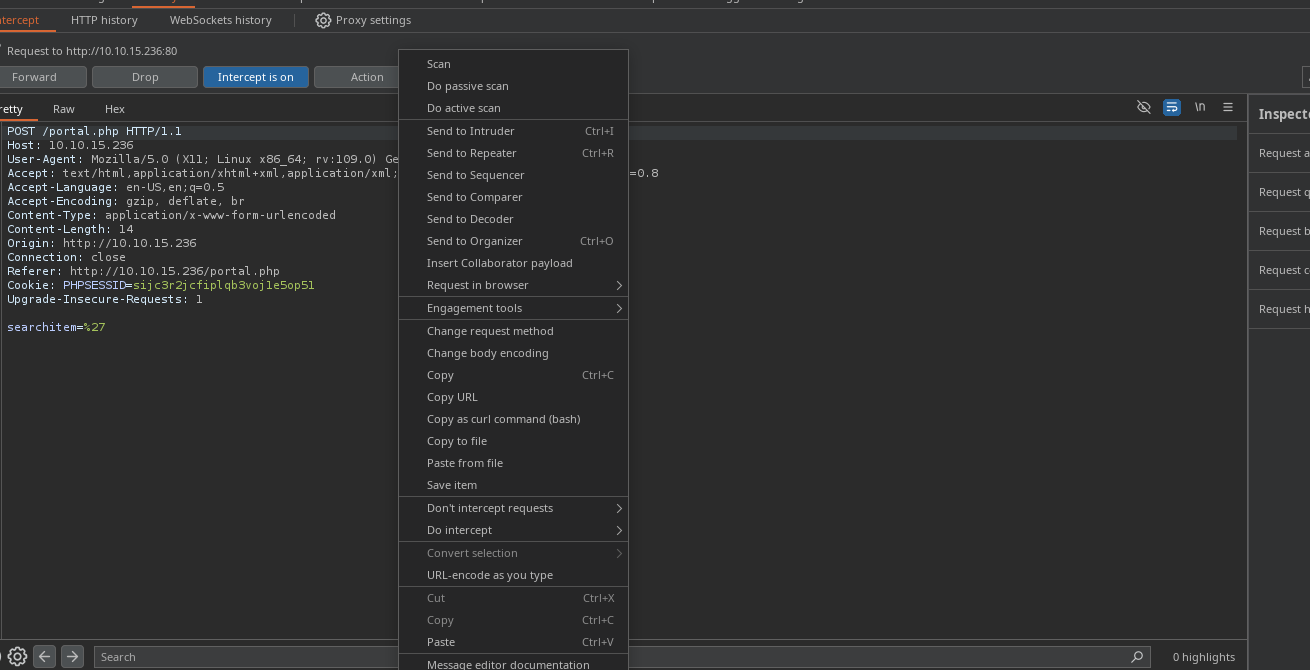 ntercept HTTP history WebSockets history Proxy settings
Request to http://10.10.15.236:80
Forward Drop Intercept is on Action
retty Raw Hex \n
POST /portal.php HTTP/1.1
Host: 10.10.15.236
User-Agent: Mozilla/5.0 (X11; Linux x86_64; rv:109.0) Ge
Accept: text/html,application/xhtml+xml,application/xml; =0.8
Accept-Language: en-US,en;q=0.5
Accept-Encoding: gzip, deflate, br
Content-Type: application/x-www-form-urlencoded
Content-Length: 14
Origin: http://10.10.15.236
Connection: close
Referer: http://10.10.15.236/portal.php
Cookie: PHPSESSID=sijc3r2jcfiplqb3voj1e5op51
Upgrade-Insecure-Requests: 1
searchitem=%27
Scan
Do passive scan
Do active scan
Send to Intruder Ctrl+I
Send to Repeater Ctrl+R
Send to Sequencer
Send to Comparer
Send to Decoder
Send to Organizer Ctrl+O
Insert Collaborator payload
Request in browser
Engagement tools
Change request method
Change body encoding
Copy Ctrl+C
Copy URL
Copy as curl command (bash)
Copy to file
Paste from file
Save item
Don't intercept requests
Do intercept
Convert selection
URL-encode as you type
Cut Ctrl+X
Copy Ctrl+C
Paste Ctrl+V
Message editor documentation
Inspect
Request a
Request q
Request b
Request c
Request h
Search 0 highlights